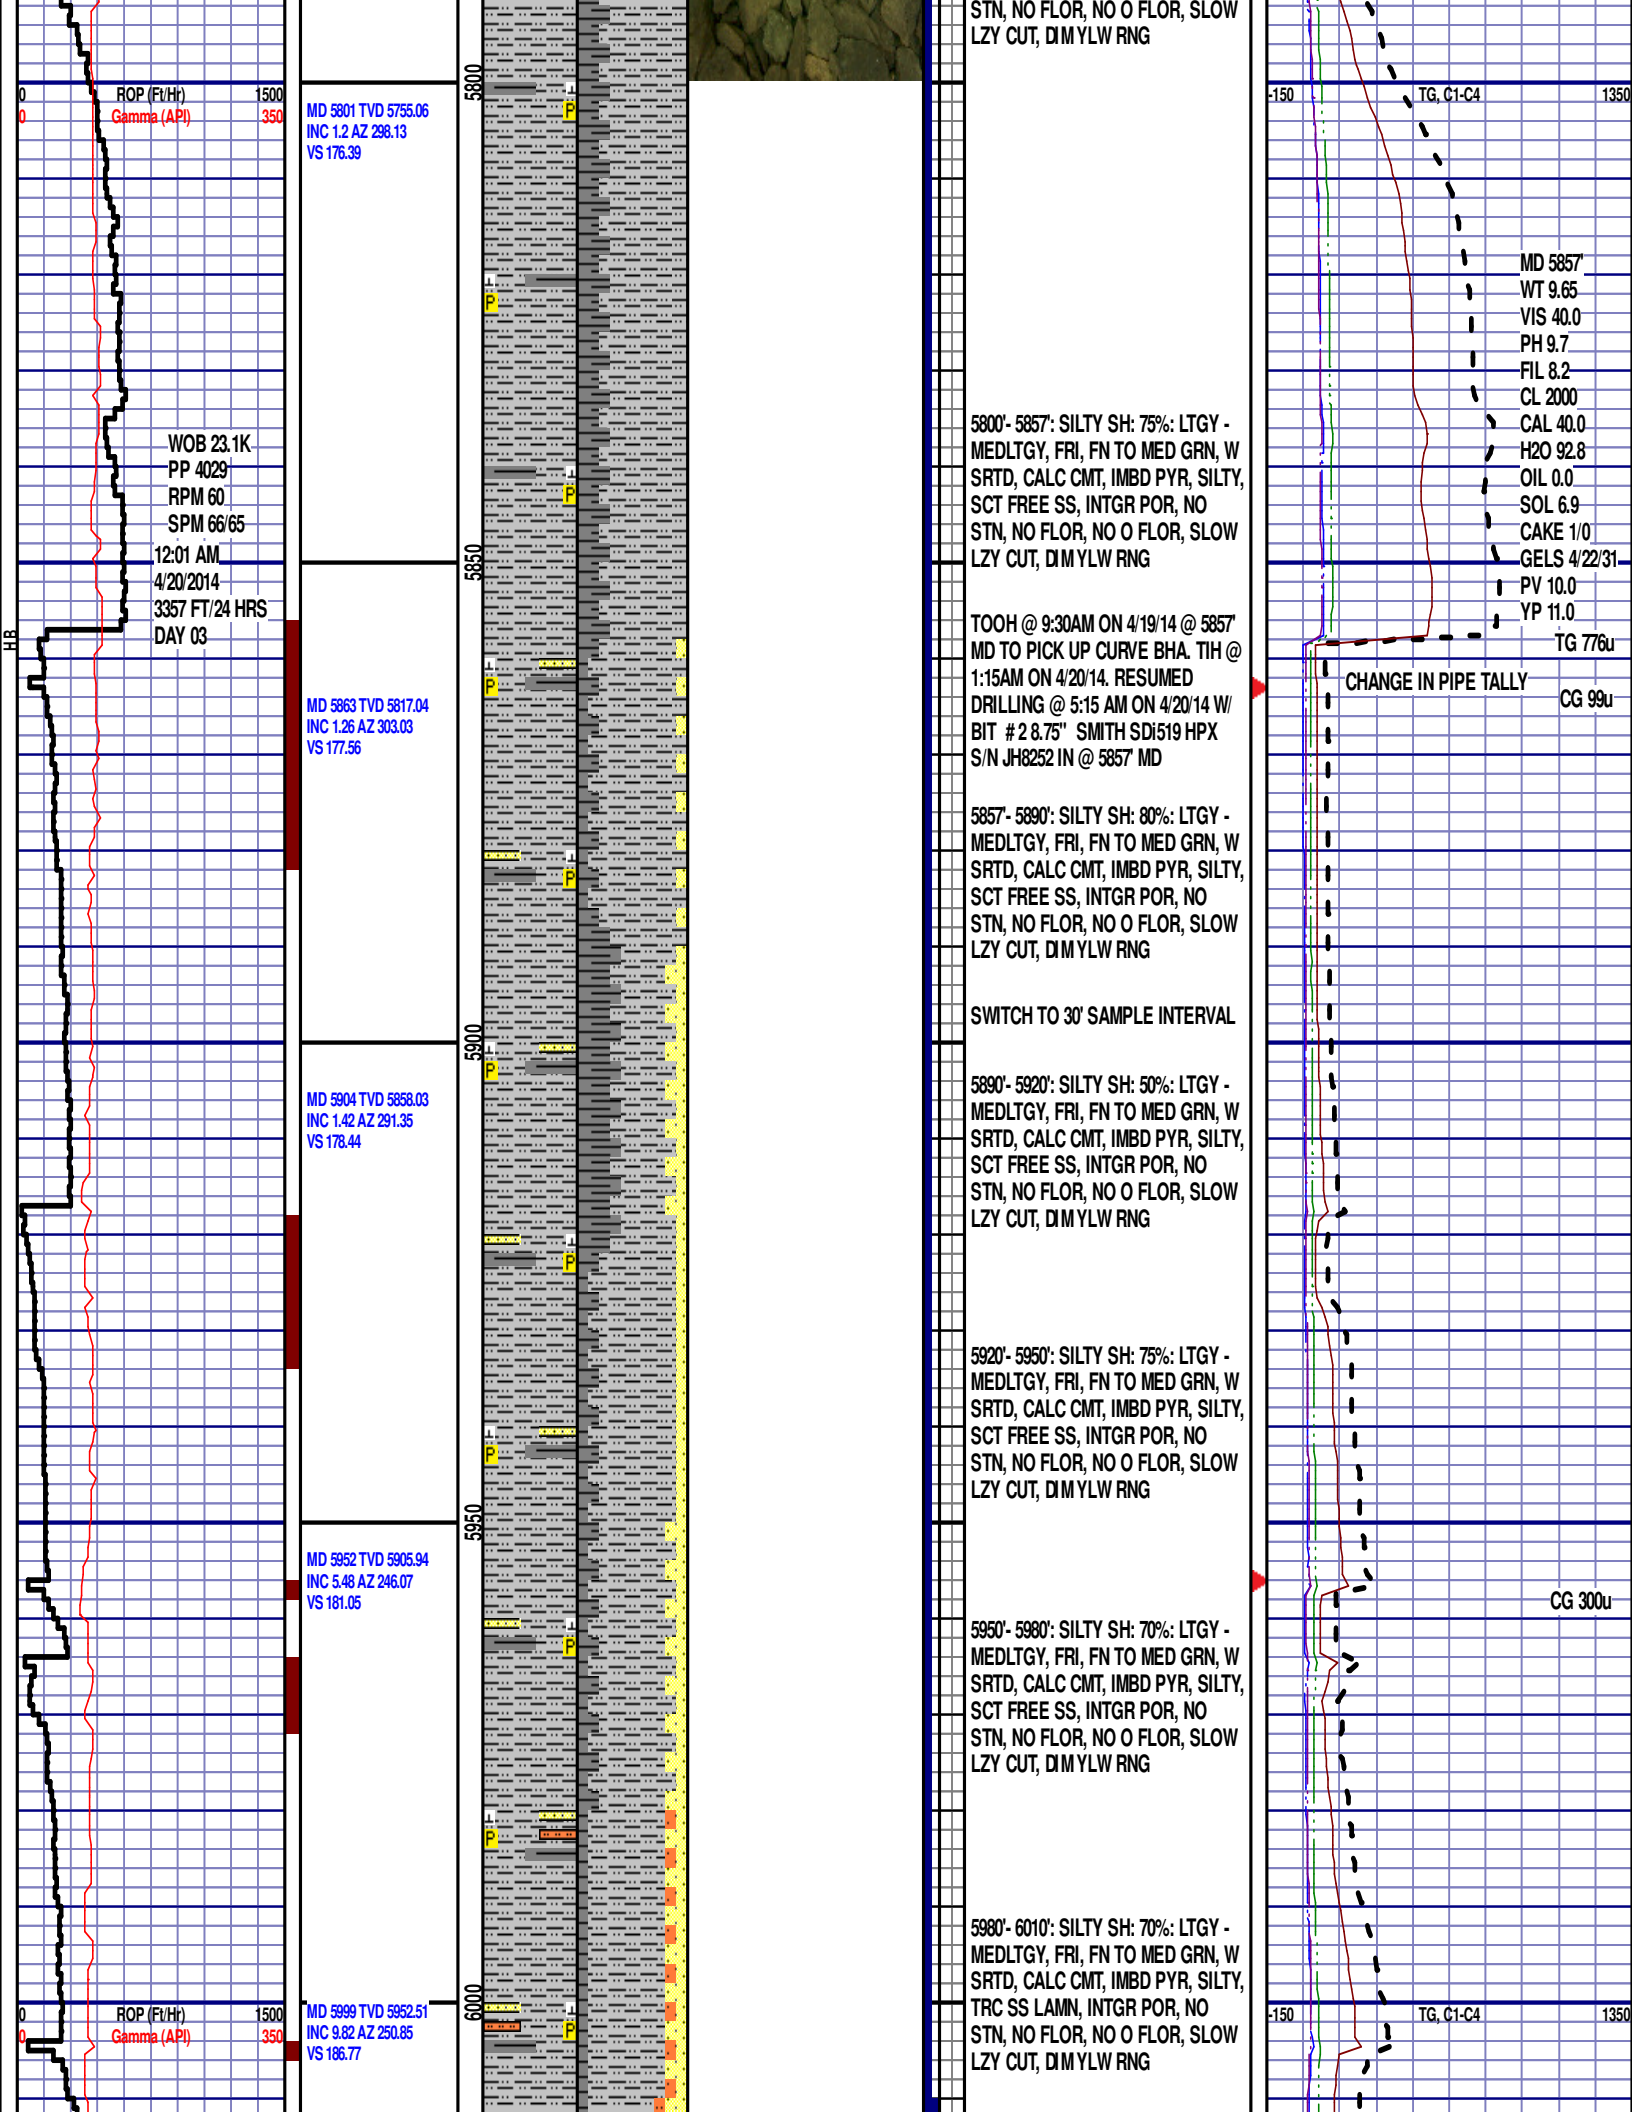 STN, NO FLOR, NO O FLOR, SLOW
LZY CUT, DIM YLW RNG
0 ROP (Ft/Hr) 1500
0 Gamma (API) 350
MD 5801 TVD 5755.06
INC 1.2 AZ 298.13
VS 176.39
5800
P
-150 TG, C1-C4 1350
P
MD 5857'
WT 9.65
VIS 40.0
PH 9.7
FIL 8.2
CL 2000
CAL 40.0
H2O 92.8
OIL 0.0
SOL 6.9
CAKE 1/0
GELS 4/22/31
PV 10.0
YP 11.0
WOB 23.1K
PP 4029
RPM 60
SPM 66/65
12:01 AM
4/20/2014
3357 FT/24 HRS
DAY 03
HB
P
5800'- 5857': SILTY SH: 75%: LTGY -
MEDLTGY, FRI, FN TO MED GRN, W
SRTD, CALC CMT, IMBD PYR, SILTY,
SCT FREE SS, INTGR POR, NO
STN, NO FLOR, NO O FLOR, SLOW
LZY CUT, DIM YLW RNG
5850
TOOH @ 9:30AM ON 4/19/14 @ 5857'
MD TO PICK UP CURVE BHA. TIH @
1:15AM ON 4/20/14. RESUMED
DRILLING @ 5:15 AM ON 4/20/14 W/
BIT # 2 8.75" SMITH SDi519 HPX
S/N JH8252 IN @ 5857' MD
TG 776u
CHANGE IN PIPE TALLY
CG 99u
P
MD 5863 TVD 5817.04
INC 1.26 AZ 303.03
VS 177.56
5857'- 5890': SILTY SH: 80%: LTGY -
MEDLTGY, FRI, FN TO MED GRN, W
SRTD, CALC CMT, IMBD PYR, SILTY,
SCT FREE SS, INTGR POR, NO
STN, NO FLOR, NO O FLOR, SLOW
LZY CUT, DIM YLW RNG
P
SWITCH TO 30' SAMPLE INTERVAL
5900
P
MD 5904 TVD 5858.03
INC 1.42 AZ 291.35
VS 178.44
5890'- 5920': SILTY SH: 50%: LTGY -
MEDLTGY, FRI, FN TO MED GRN, W
SRTD, CALC CMT, IMBD PYR, SILTY,
SCT FREE SS, INTGR POR, NO
STN, NO FLOR, NO O FLOR, SLOW
LZY CUT, DIM YLW RNG
P
5920'- 5950': SILTY SH: 75%: LTGY -
MEDLTGY, FRI, FN TO MED GRN, W
SRTD, CALC CMT, IMBD PYR, SILTY,
SCT FREE SS, INTGR POR, NO
STN, NO FLOR, NO O FLOR, SLOW
LZY CUT, DIM YLW RNG
P
5950
MD 5952 TVD 5905.94
INC 5.48 AZ 246.07
VS 181.05
CG 300u
P
5950'- 5980': SILTY SH: 70%: LTGY -
MEDLTGY, FRI, FN TO MED GRN, W
SRTD, CALC CMT, IMBD PYR, SILTY,
SCT FREE SS, INTGR POR, NO
STN, NO FLOR, NO O FLOR, SLOW
LZY CUT, DIM YLW RNG
P
5980'- 6010': SILTY SH: 70%: LTGY -
MEDLTGY, FRI, FN TO MED GRN, W
SRTD, CALC CMT, IMBD PYR, SILTY,
TRC SS LAMN, INTGR POR, NO
STN, NO FLOR, NO O FLOR, SLOW
LZY CUT, DIM YLW RNG
6000
0 ROP (Ft/Hr) 1500
0 Gamma (API) 350
MD 5999 TVD 5952.51
INC 9.82 AZ 250.85
VS 186.77
P
-150 TG, C1-C4 1350